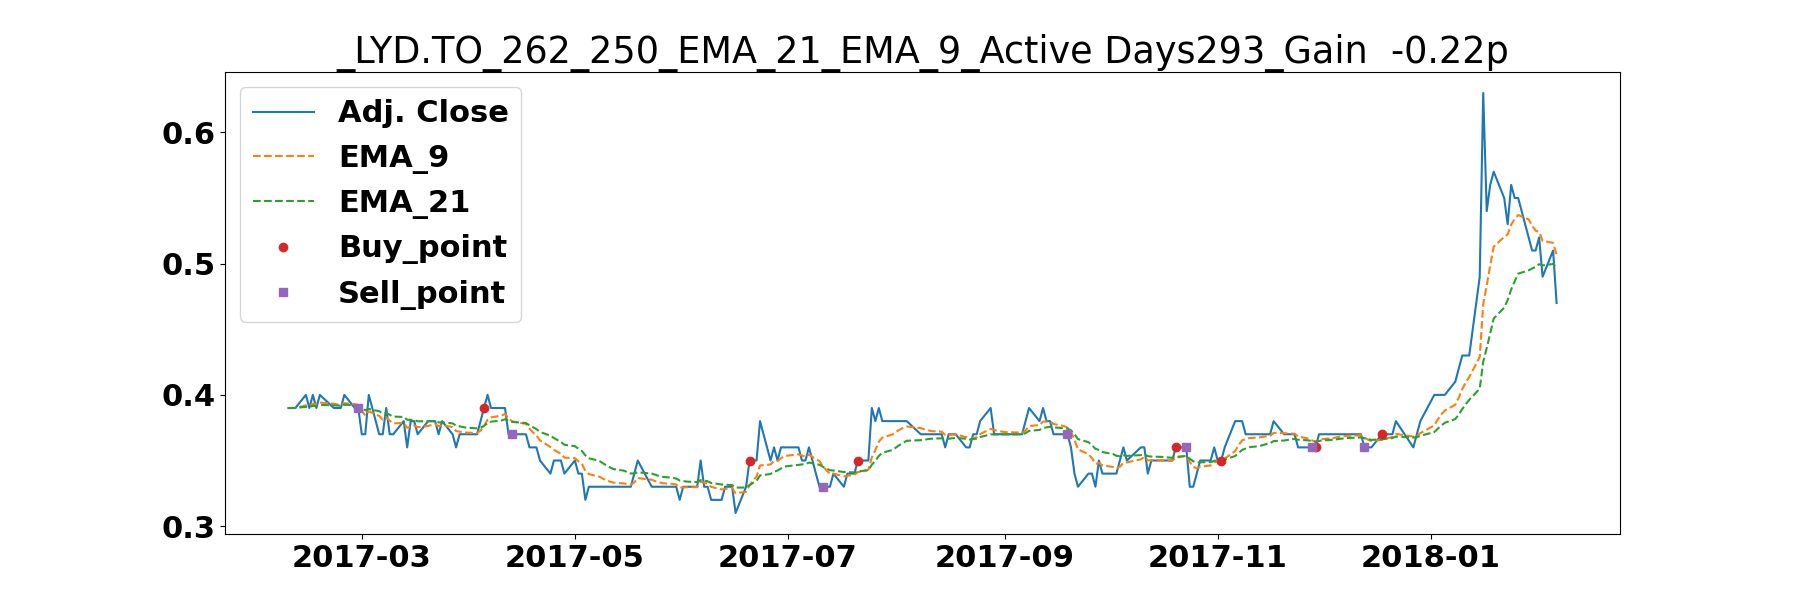 _LYD.TO_262_250_EMA_21_EMA_9_Active Days293_Gain  -0.22p
Adj. Close
EMA_9
EMA_21
Buy_point
Sell_point
0.6
0.5
0.4
0.3
2017-03 2017-05 2017-07 2017-09 2017-11 2018-01